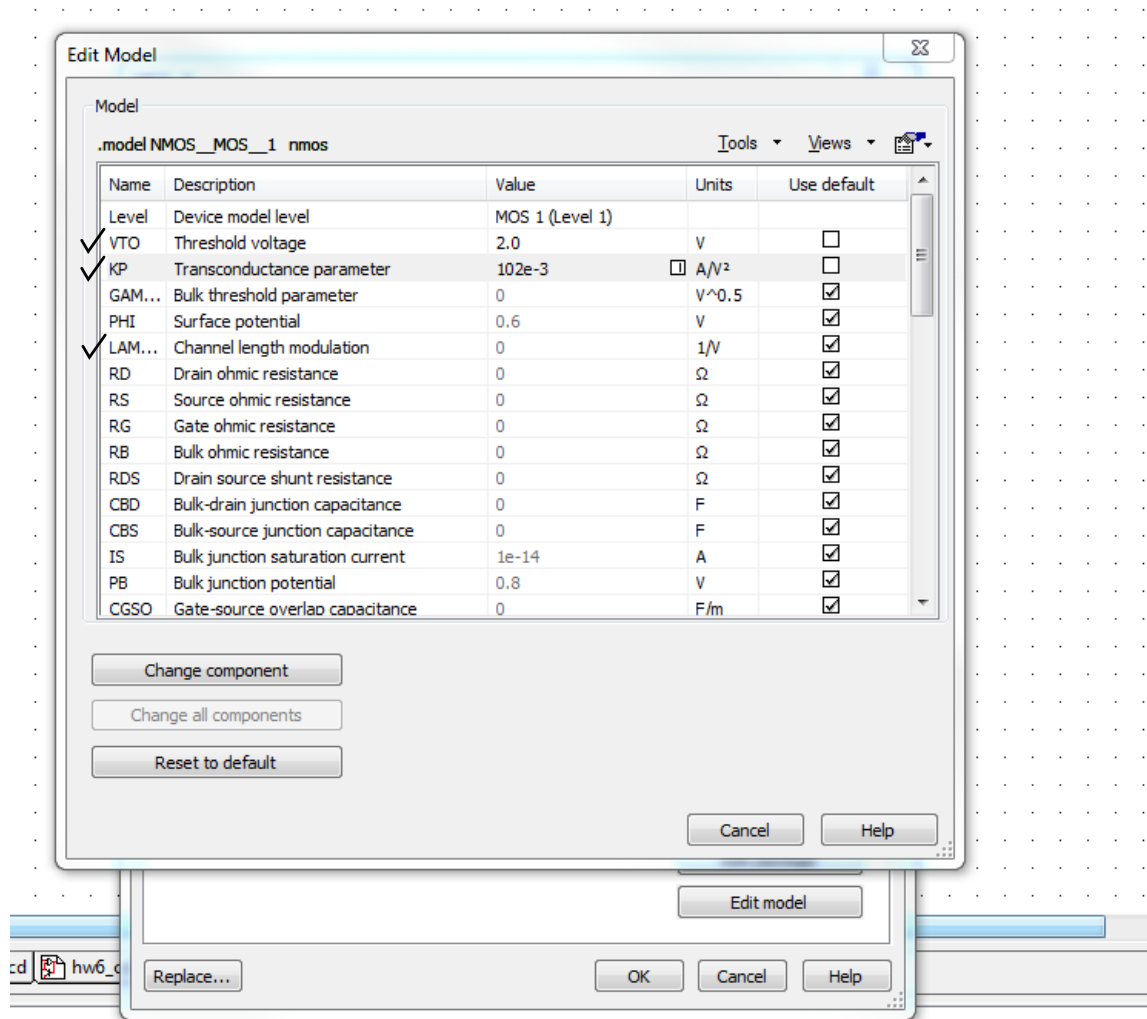 Edit Model
Model
.model NMOS__MOS__1 nmos Tools Views
Name Description Value Units Use default
Level Device model level MOS 1 (Level 1)
VTO Threshold voltage 2.0 V
KP Transconductance parameter 102e-3 A/V²
GAM... Bulk threshold parameter 0 V^0.5
PHI Surface potential 0.6 V
LAM... Channel length modulation 0 1/V
RD Drain ohmic resistance 0 Ω
RS Source ohmic resistance 0 Ω
RG Gate ohmic resistance 0 Ω
RB Bulk ohmic resistance 0 Ω
RDS Drain source shunt resistance 0 Ω
CBD Bulk-drain junction capacitance 0 F
CBS Bulk-source junction capacitance 0 F
IS Bulk junction saturation current 1e-14 A
PB Bulk junction potential 0.8 V
CGSO Gate-source overlap capacitance 0 F/m
Change component
Change all components
Reset to default
Cancel Help
Edit model
cd hw6_c
Replace... OK Cancel Help